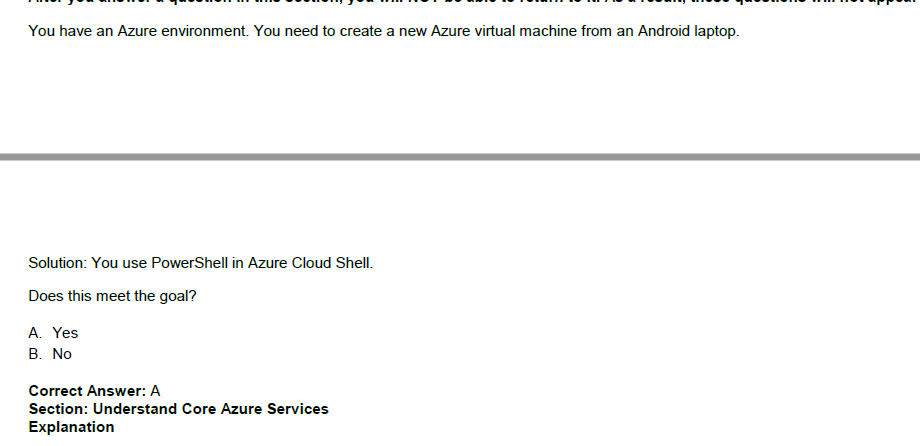 You have an Azure environment. You need to create a new Azure virtual machine from an Android laptop.
Solution: You use PowerShell in Azure Cloud Shell.
Does this meet the goal?
A. Yes
B. No
Correct Answer: A
Section: Understand Core Azure Services
Explanation